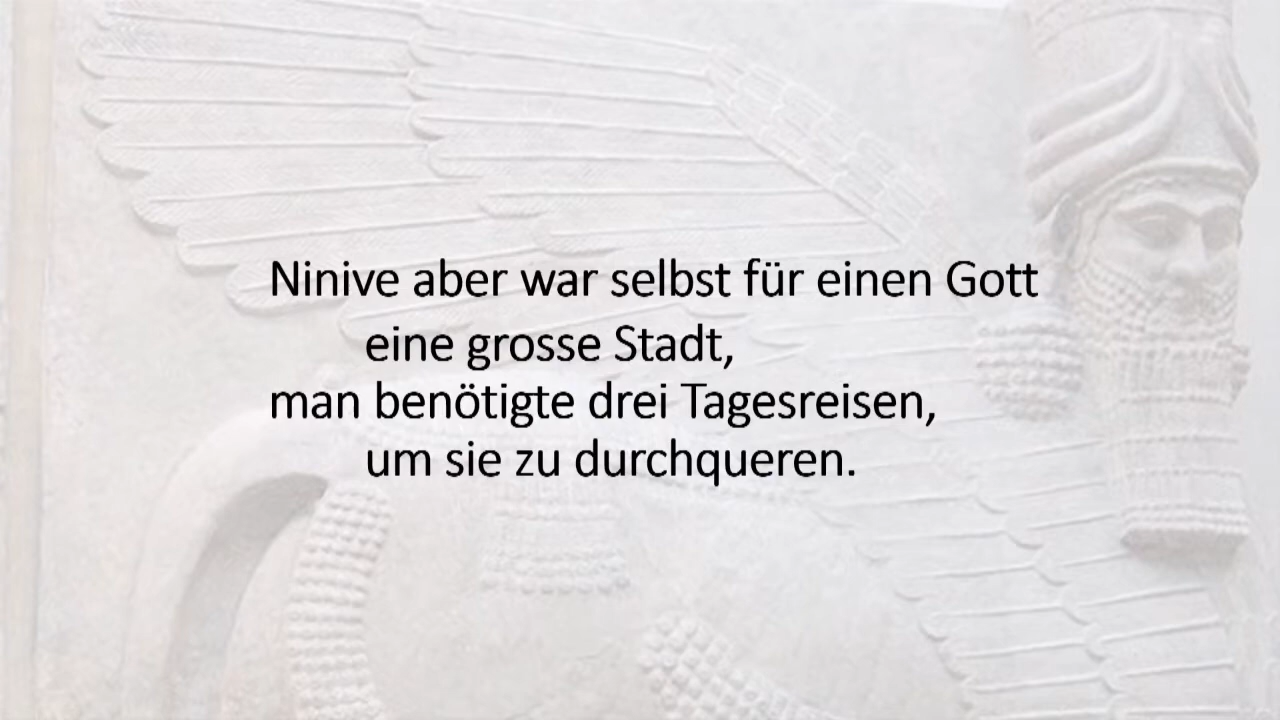 Ninive aber war selbst für einen Gott
eine grosse Stadt,
man benötigte drei Tagesreisen,
um sie zu durchqueren.